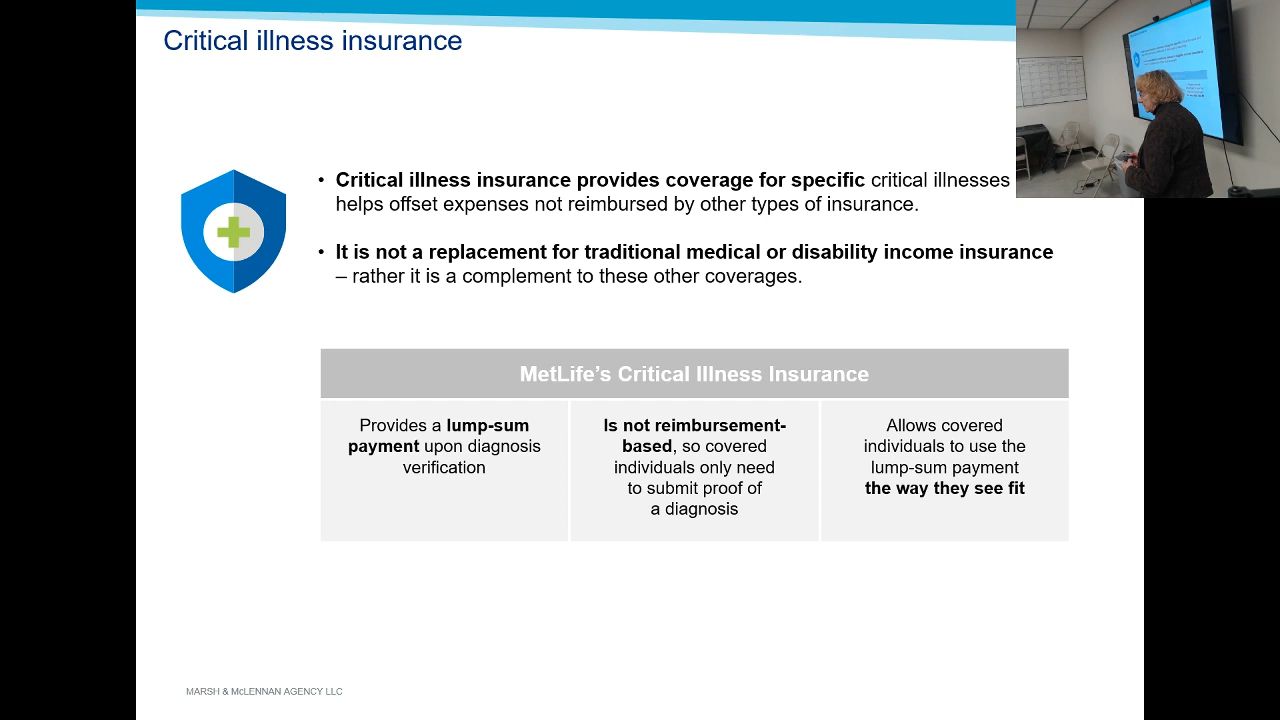 Critical illness insurance
• Critical illness insurance provides coverage for specific critical illnesses
helps offset expenses not reimbursed by other types of insurance.
• It is not a replacement for traditional medical or disability income insurance
– rather it is a complement to these other coverages.
MetLife’s Critical Illness Insurance
Provides a lump-sum
payment upon diagnosis
verification
Is not reimbursement-
based, so covered
individuals only need
to submit proof of
a diagnosis
Allows covered
individuals to use the
lump-sum payment
the way they see fit
MARSH & McLENNAN AGENCY LLC